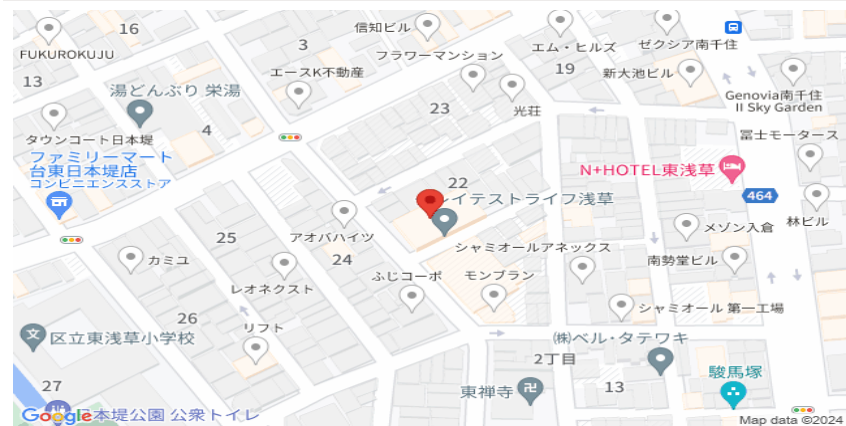 16
FUKUROKUJU
13
湯どんぶり 栄湯
4
タウンコート日本堤
ファミリーマート
台東日本堤店
コンビニエンスストア
信知ビル
3
エースK不動産
フラワーマンション
23
光荘
エム・ヒルズ
19
ゼクシア南千住
新大池ビル
Genovia南千住
II Sky Garden
冨士モータース
N+HOTEL東浅草
464
林ビル
メゾン入倉
南勢堂ビル
22
レイテストライフ浅草
シャミオールアネックス
アオバハイツ
25
24
カミユ
レオネクスト
ふじコーポ
モンブラン
シャミオール 第一工場
26
リフト
区立東浅草小学校
27
(株)ベル・タテワキ
2丁目
13
東禅寺
駿馬塚
Google
日本堤公園 公衆トイレ
Map data ©2024